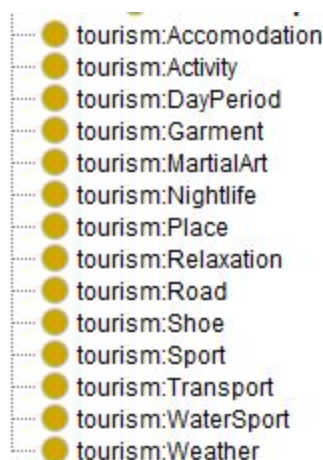 tourism:Accomodation
tourism:Activity
tourism:DayPeriod
tourism:Garment
tourism:MartialArt
tourism:Nightlife
tourism:Place
tourism:Relaxation
tourism:Road
tourism:Shoe
tourism:Sport
tourism:Transport
tourism:WaterSport
tourism:Weather